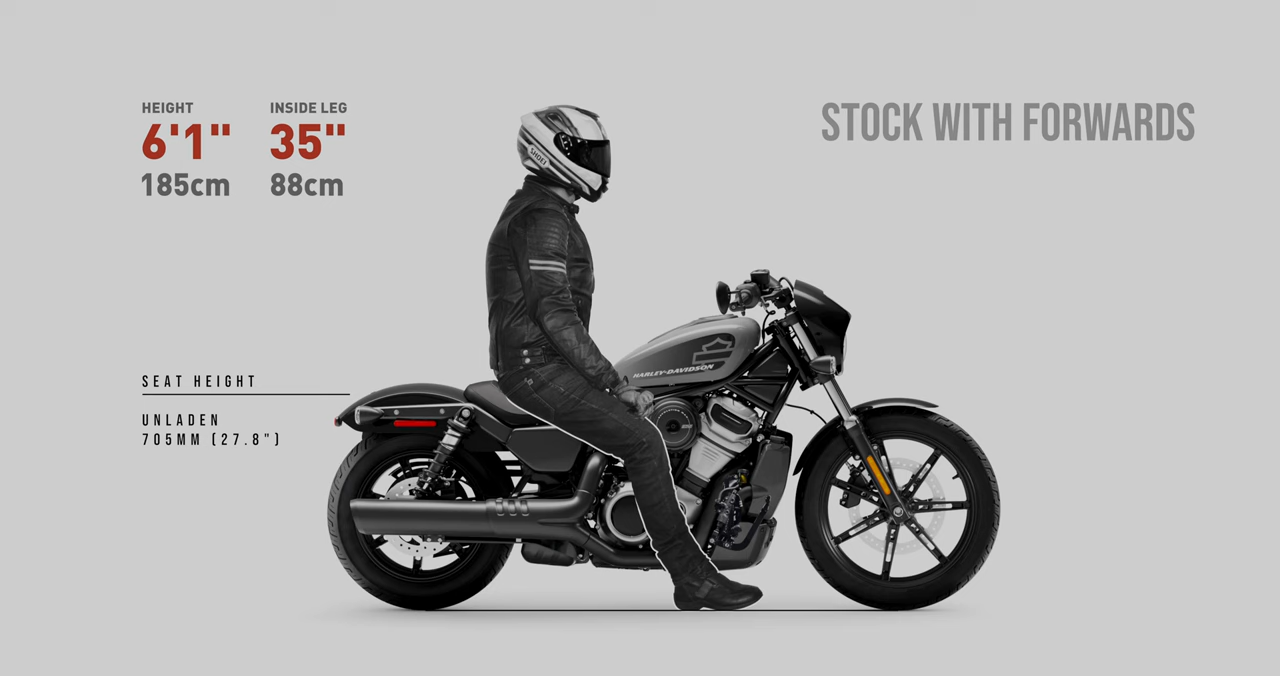 HEIGHT
6'1"
185cm
INSIDE LEG
35"
88cm
STOCK WITH FORWARDS
SHOEI
HARLEY-DAVIDSON
SEAT HEIGHT
UNLADEN
705MM (27.8")